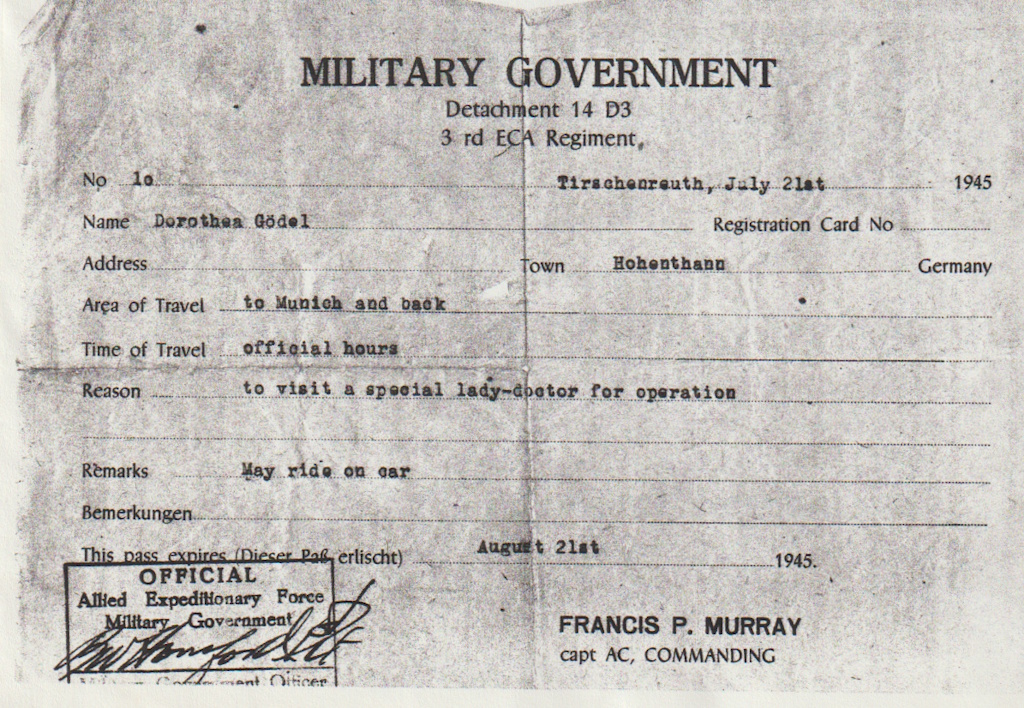 MILITARY GOVERNMENT
Detachment 14 D3
3 rd ECA Regiment.
No 1o Tirschenreuth, July 21st 1945
Name Dorothea Gödel Registration Card No
Address Town Hohenthann Germany
Area of Travel to Munich and back
Time of Travel official hours
Reason to visit a special lady-doctor for operation
Remarks May ride on car
Bemerkungen
This pass expires (Dieser Paß erlischt) August 21st 1945.
OFFICIAL
Allied Expeditionary Force
Military Government
Military Government Officer
FRANCIS P. MURRAY
capt AC, COMMANDING